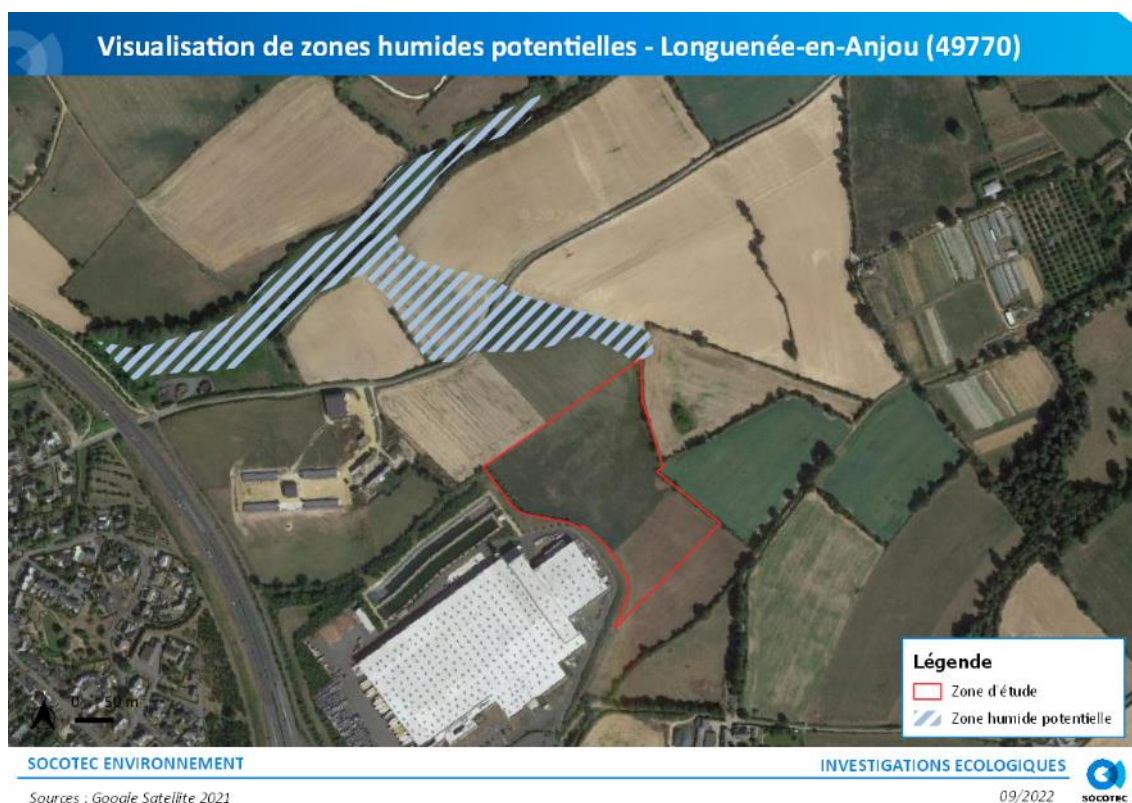 Visualisation de zones humides potentielles - Longuenée-en-Anjou (49770)
Légende
Zone d'étude
Zone humide potentielle
0 50 m
SOCOTEC ENVIRONNEMENT
INVESTIGATIONS ECOLOGIQUES
Sources : Google Satellite 2021
09/2022
SOCOTEC